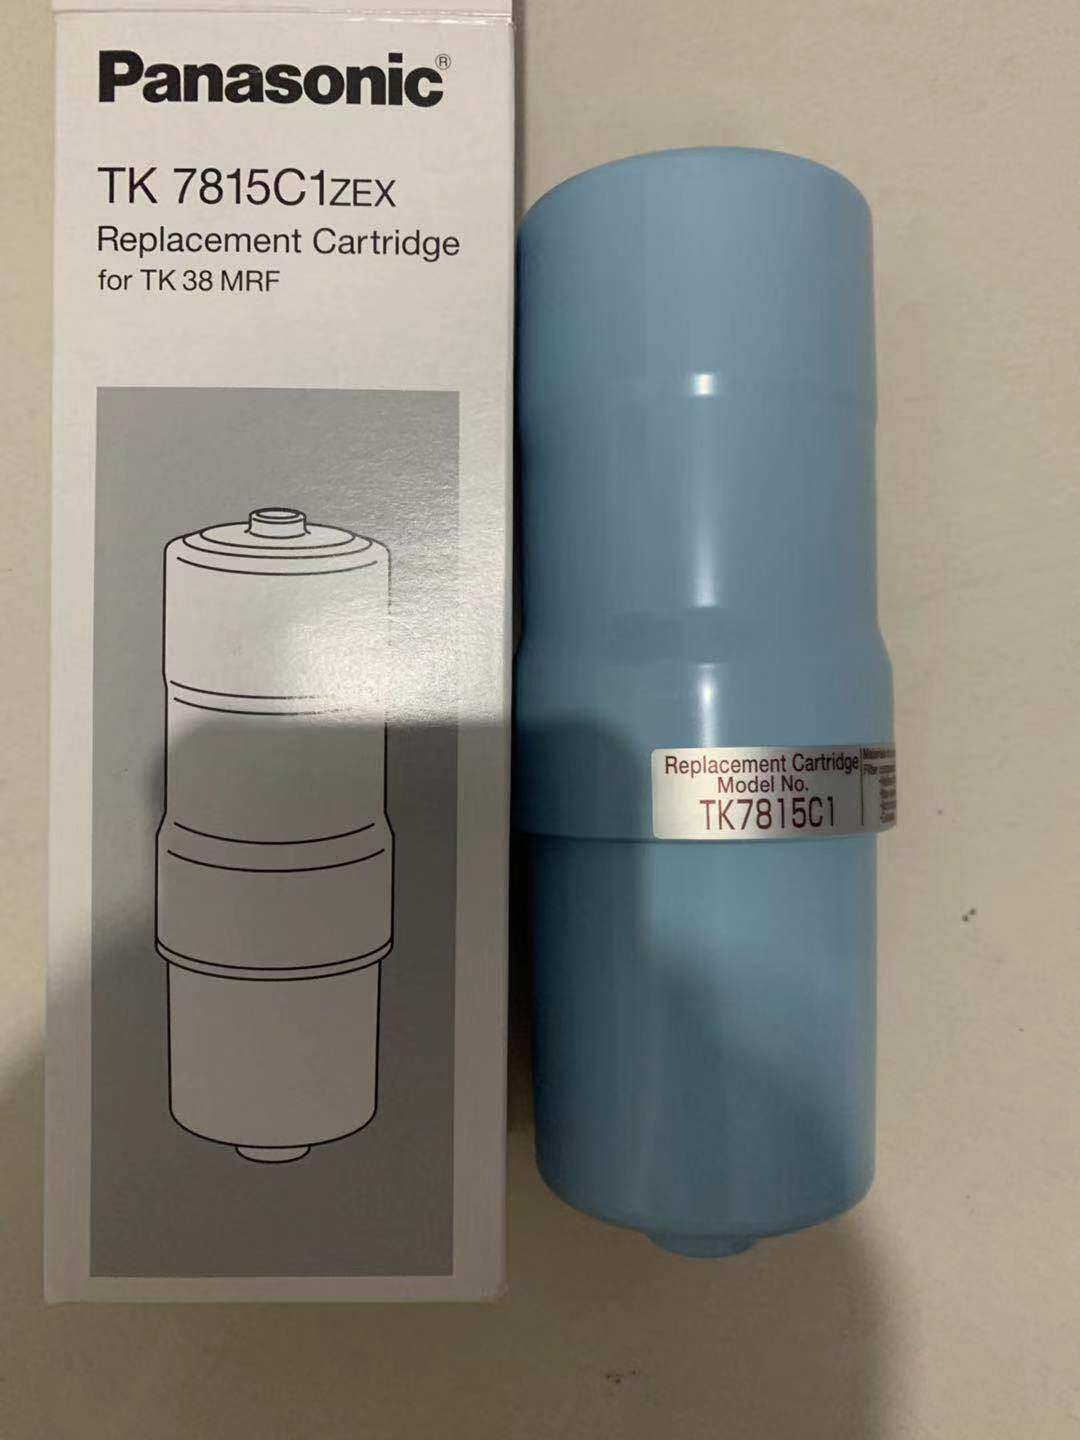 Panasonic®
TK 7815C1ZEX
Replacement Cartridge
for TK 38 MRF
Replacement Cartridge
Model No.
TK7815C1